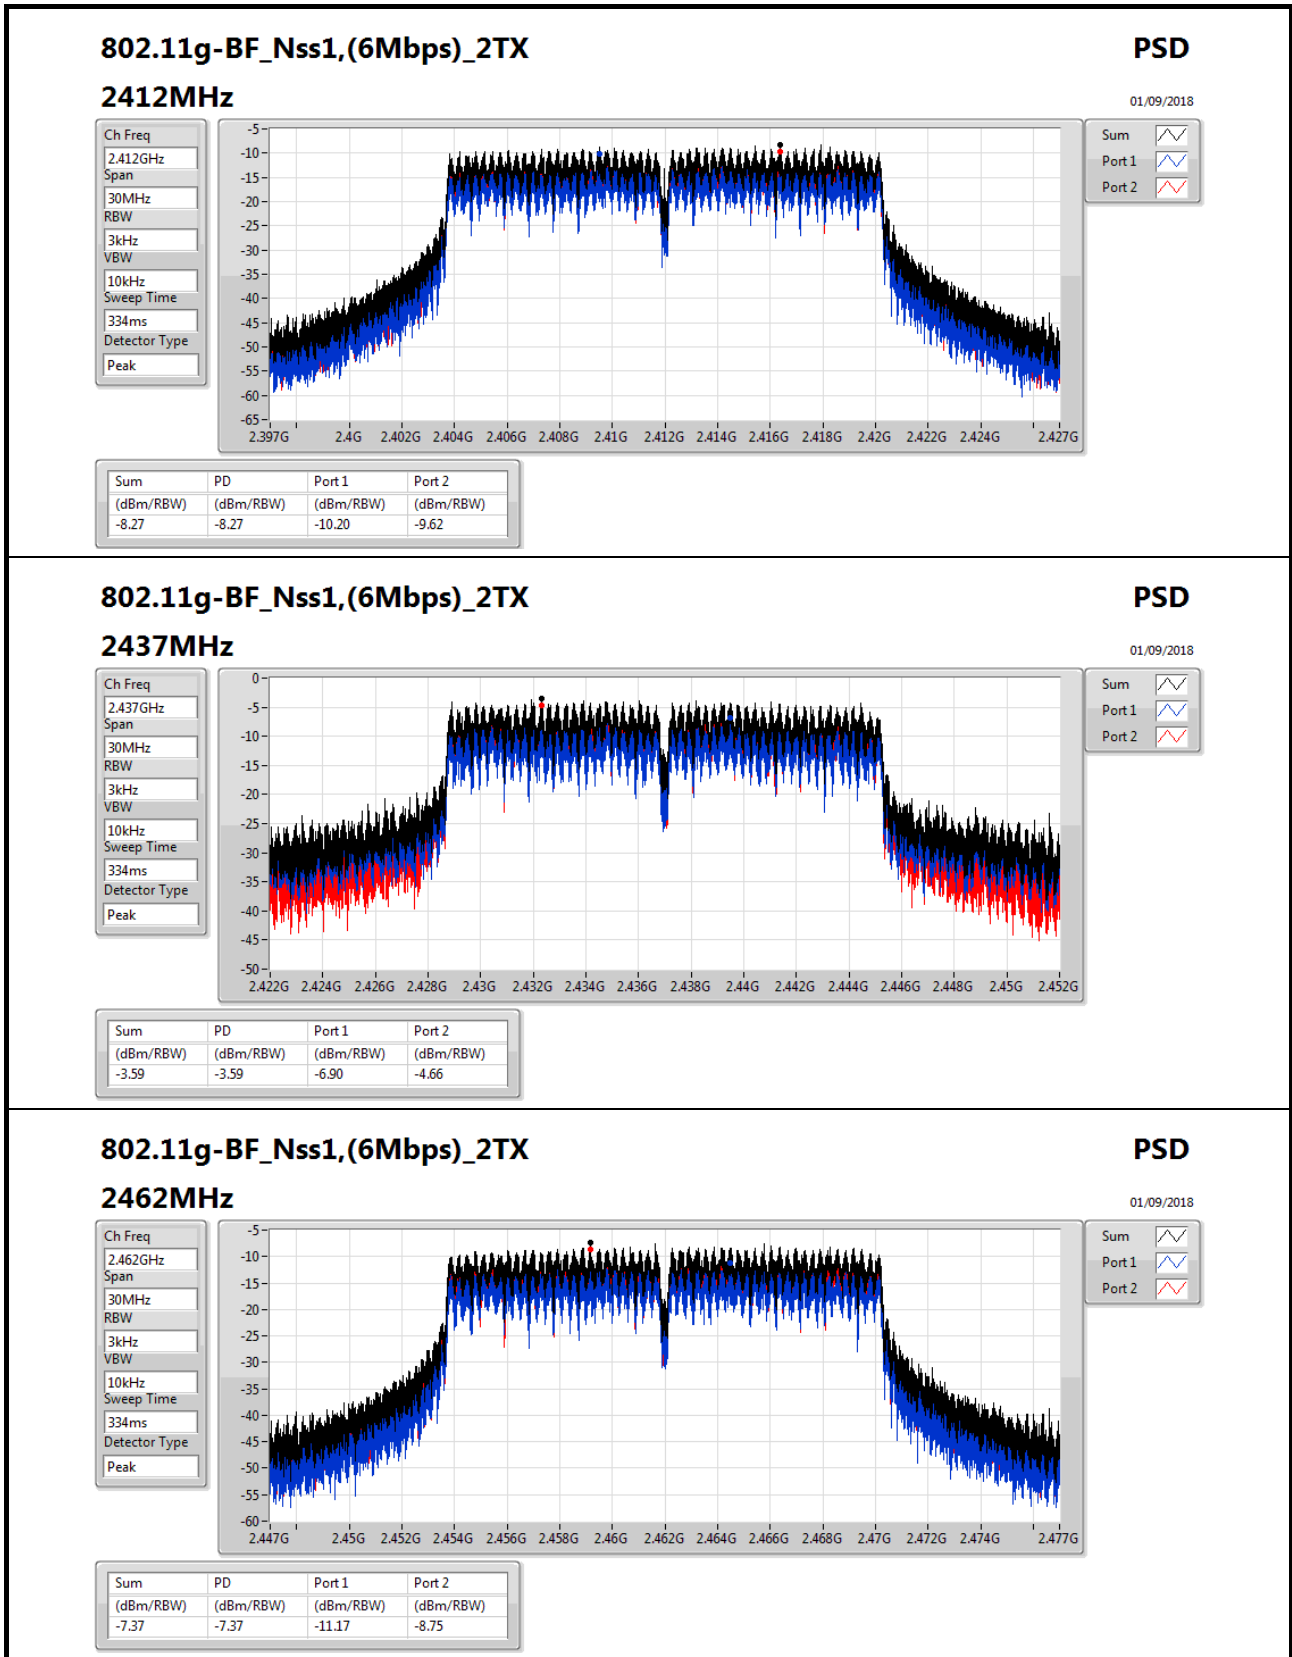 802.11g-BF_Nss1,(6Mbps)_2TX PSD
2412MHz 01/09/2018
Ch Freq
2.412GHz
Span
30MHz
RBW
3kHz
VBW
10kHz
Sweep Time
334ms
Detector Type
Peak
-5
-10
-15
-20
-25
-30
-35
-40
-45
-50
-55
-60
-65
2.397G 2.4G 2.402G 2.404G 2.406G 2.408G 2.41G 2.412G 2.414G 2.416G 2.418G 2.42G 2.422G 2.424G 2.427G
Sum
Port 1
Port 2
Sum PD Port 1 Port 2
(dBm/RBW) (dBm/RBW) (dBm/RBW) (dBm/RBW)
-8.27 -8.27 -10.20 -9.62
802.11g-BF_Nss1,(6Mbps)_2TX PSD
2437MHz 01/09/2018
Ch Freq
2.437GHz
Span
30MHz
RBW
3kHz
VBW
10kHz
Sweep Time
334ms
Detector Type
Peak
0
-5
-10
-15
-20
-25
-30
-35
-40
-45
-50
2.422G 2.424G 2.426G 2.428G 2.43G 2.432G 2.434G 2.436G 2.438G 2.44G 2.442G 2.444G 2.446G 2.448G 2.45G 2.452G
Sum
Port 1
Port 2
Sum PD Port 1 Port 2
(dBm/RBW) (dBm/RBW) (dBm/RBW) (dBm/RBW)
-3.59 -3.59 -6.90 -4.66
802.11g-BF_Nss1,(6Mbps)_2TX PSD
2462MHz 01/09/2018
Ch Freq
2.462GHz
Span
30MHz
RBW
3kHz
VBW
10kHz
Sweep Time
334ms
Detector Type
Peak
-5
-10
-15
-20
-25
-30
-35
-40
-45
-50
-55
-60
2.447G 2.45G 2.452G 2.454G 2.456G 2.458G 2.46G 2.462G 2.464G 2.466G 2.468G 2.47G 2.472G 2.474G 2.477G
Sum
Port 1
Port 2
Sum PD Port 1 Port 2
(dBm/RBW) (dBm/RBW) (dBm/RBW) (dBm/RBW)
-7.37 -7.37 -11.17 -8.75